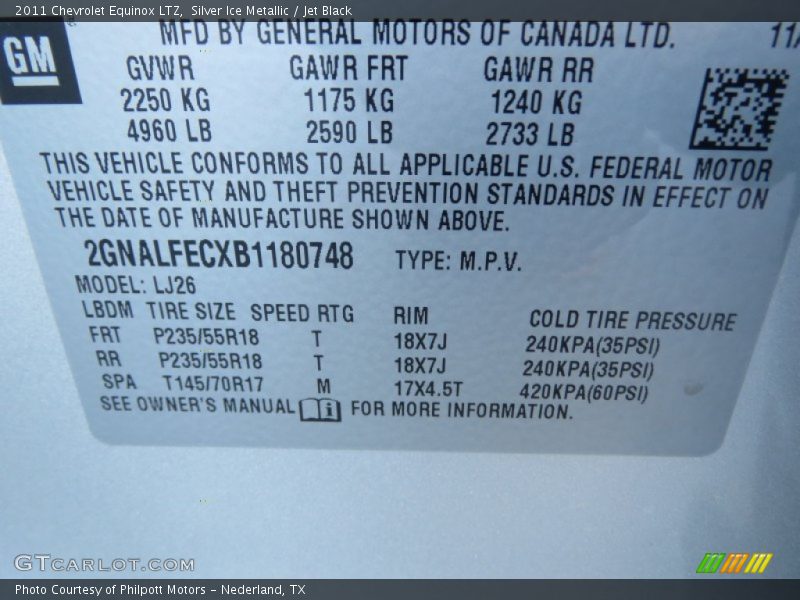 2011 Chevrolet Equinox LTZ, Silver Ice Metallic / Jet Black
GM
MFD BY GENERAL MOTORS OF CANADA LTD. 11/
GVWR GAWR FRT GAWR RR
2250 KG 1175 KG 1240 KG
4960 LB 2590 LB 2733 LB
THIS VEHICLE CONFORMS TO ALL APPLICABLE U.S. FEDERAL MOTOR
VEHICLE SAFETY AND THEFT PREVENTION STANDARDS IN EFFECT ON
THE DATE OF MANUFACTURE SHOWN ABOVE.
2GNALFECXB1180748 TYPE: M.P.V.
MODEL: LJ26
LBDM TIRE SIZE SPEED RTG RIM COLD TIRE PRESSURE
FRT P235/55R18 T 18X7J 240KPA(35PSI)
RR P235/55R18 T 18X7J 240KPA(35PSI)
SPA T145/70R17 M 17X4.5T 420KPA(60PSI)
SEE OWNER'S MANUAL i FOR MORE INFORMATION.
GTCARLOT.COM
Photo Courtesy of Philpott Motors - Nederland, TX